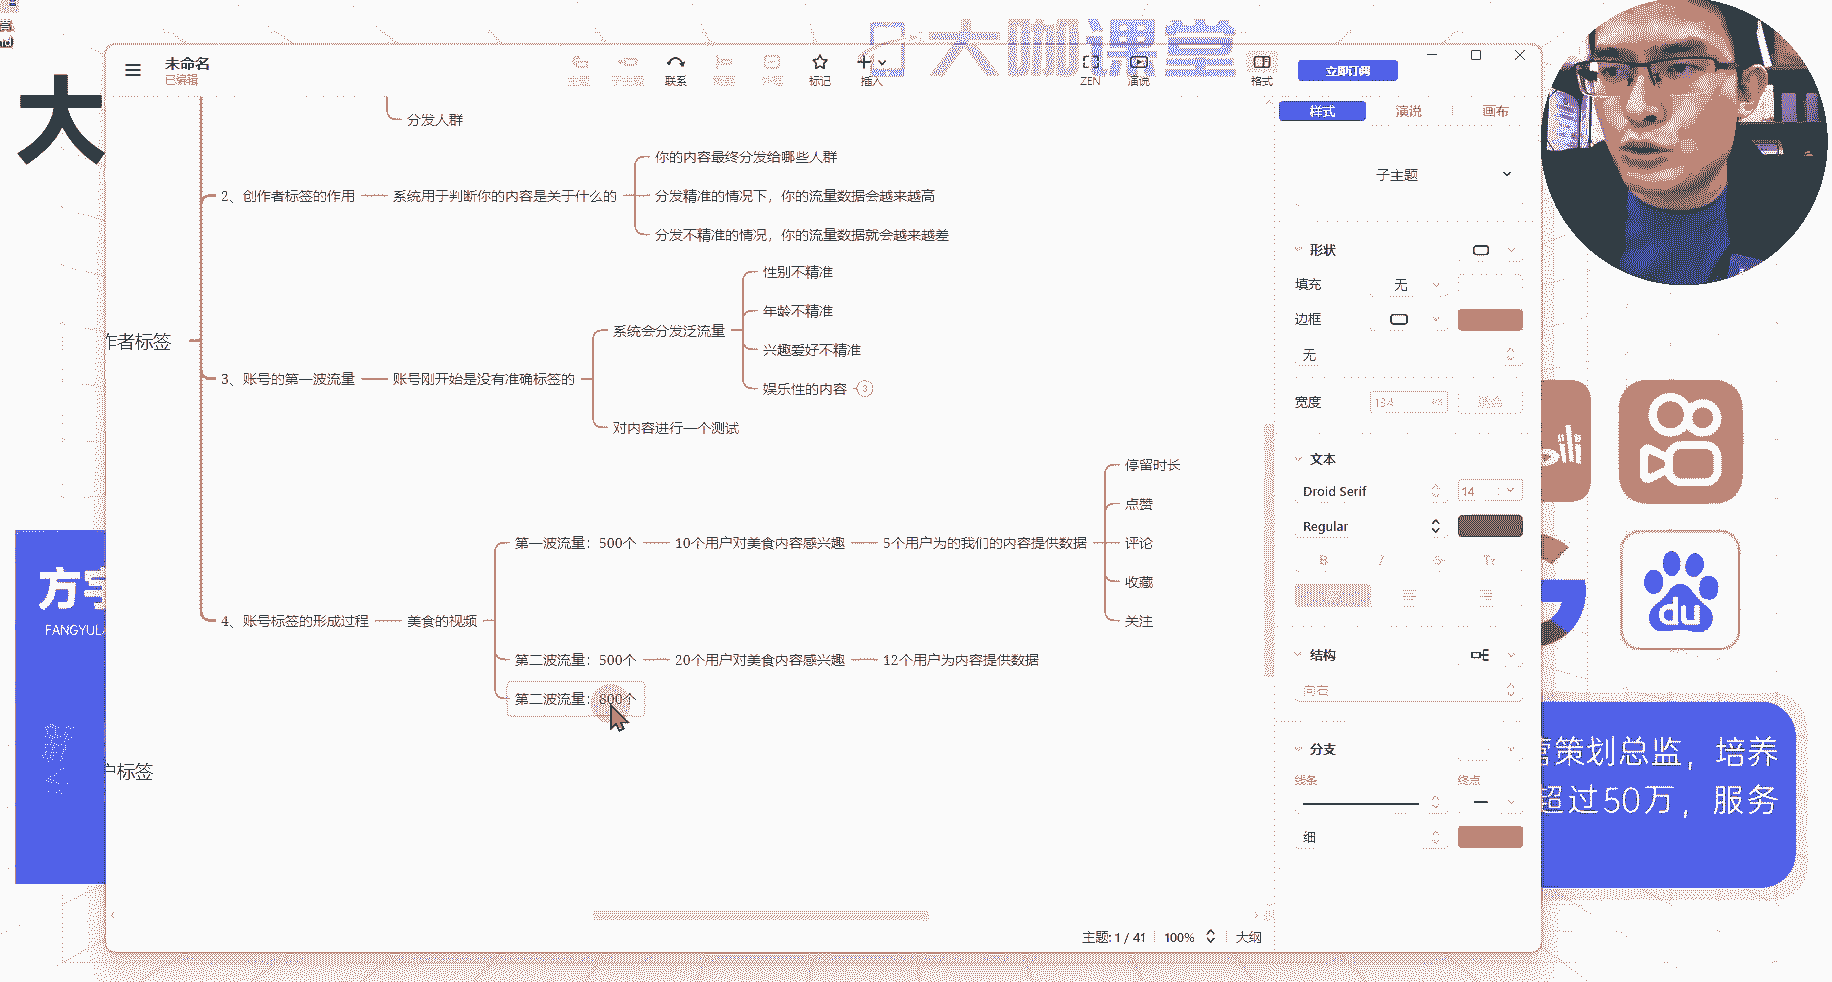 大咖课堂
大
未命名
已编辑
主题
子主题
联系
概要
外框
标记
插入
ZEN
演说
格式
立即订阅
样式
演说
画布
分发人群
你的内容最终分发给哪些人群
2、创作者标签的作用
系统用于判断你的内容是关于什么的
分发精准的情况下，你的流量数据会越来越高
分发不精准的情况，你的流量数据就会越来越差
性别不精准
年龄不精准
系统会分发泛流量
兴趣爱好不精准
作者标签
3、账号的第一波流量
账号刚开始是没有准确标签的
娱乐性的内容
3
对内容进行一个测试
停留时长
点赞
第一波流量：500个
10个用户对美食内容感兴趣
5个用户为的我们的内容提供数据
评论
收藏
4、账号标签的形成过程
美食的视频
关注
第二波流量：500个
20个用户对美食内容感兴趣
12个用户为内容提供数据
第二波流量：800个
户标签
子主题
形状
填充
无
边框
无
宽度
194
文本
Droid Serif
14
Regular
B
I
S
Tr
结构
向右
分支
线条
终点
细
主题: 1 / 41
100%
大纲
方宇
FANGYULA
du
营策划总监，培养
超过50万，服务